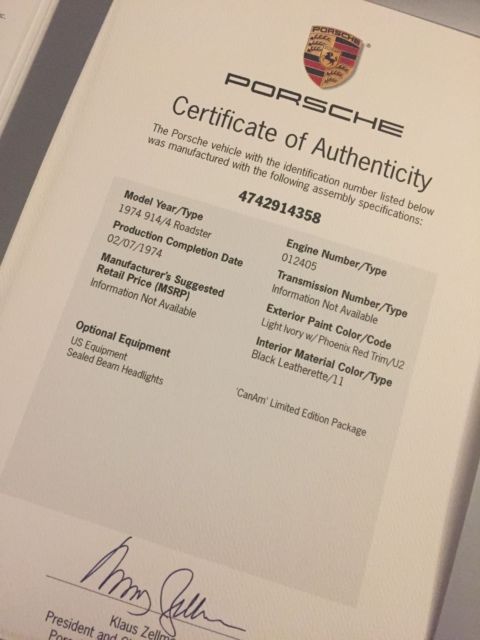 PORSCHE
PORSCHE
Certificate of Authenticity
The Porsche vehicle with the identification number listed below
was manufactured with the following assembly specifications:
4742914358
Model Year/Type
1974 914/4 Roadster
Production Completion Date
02/07/1974
Manufacturer's Suggested
Retail Price (MSRP)
Information Not Available
Optional Equipment
US Equipment
Sealed Beam Headlights
Engine Number/Type
012405
Transmission Number/Type
Information Not Available
Exterior Paint Color/Code
Light Ivory w/ Phoenix Red Trim/U2
Interior Material Color/Type
Black Leatherette/11
'CanAm' Limited Edition Package
Klaus Zellm
President and